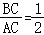 BC/AC = 1/2